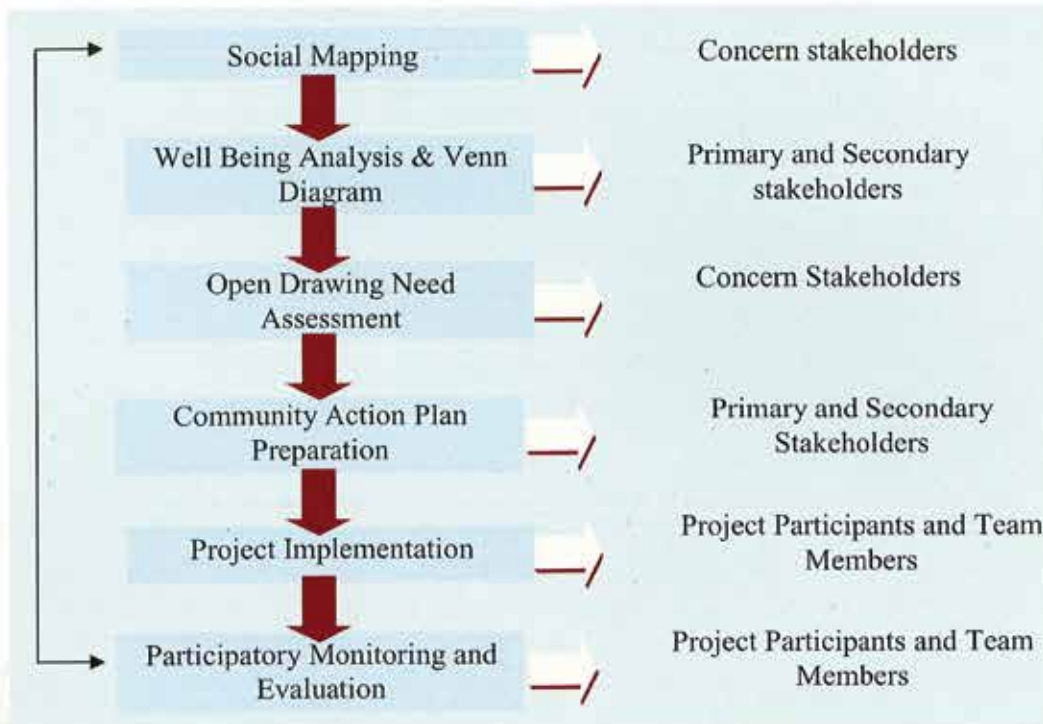 Social Mapping
Concern stakeholders
Well Being Analysis & Venn
Diagram
Primary and Secondary
stakeholders
Open Drawing Need
Assessment
Concern Stakeholders
Community Action Plan
Preparation
Primary and Secondary
Stakeholders
Project Implementation
Project Participants and Team
Members
Participatory Monitoring and
Evaluation
Project Participants and Team
Members